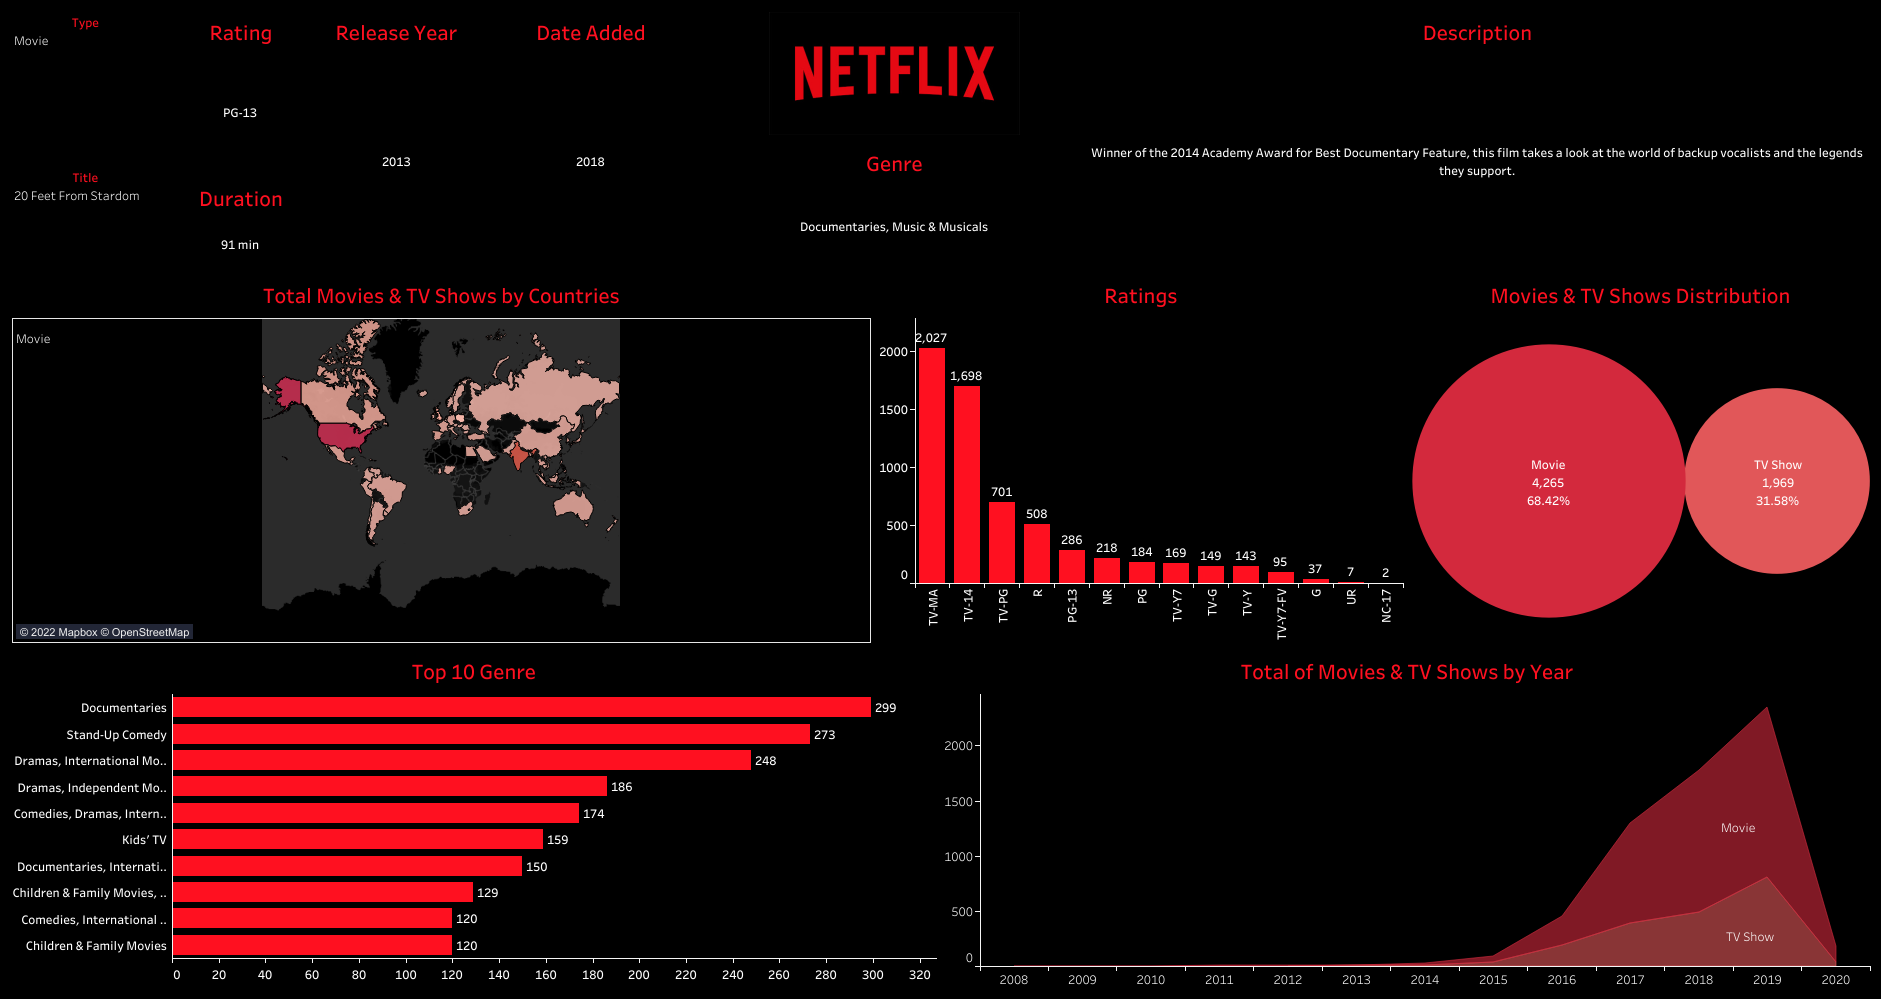 Type
Movie
Rating
PG-13
Release Year
2013
Date Added
2018
NETFLIX
Description
Winner of the 2014 Academy Award for Best Documentary Feature, this film takes a look at the world of backup vocalists and the legends
they support.
Title
20 Feet From Stardom
Duration
91 min
Genre
Documentaries, Music & Musicals
Total Movies & TV Shows by Countries
Movie
© 2022 Mapbox © OpenStreetMap
Ratings
2000
1500
1000
500
0
2,027
1,698
701
508
286
218
184
169
149
143
95
37
7
2
TV-MA
TV-14
TV-PG
R
PG-13
NR
PG
TV-Y7
TV-G
TV-Y
TV-Y7-FV
G
UR
NC-17
Movies & TV Shows Distribution
Movie
4,265
68.42%
TV Show
1,969
31.58%
Top 10 Genre
Documentaries 299
Stand-Up Comedy 273
Dramas, International Mo.. 248
Dramas, Independent Mo.. 186
Comedies, Dramas, Intern.. 174
Kids' TV 159
Documentaries, Internati.. 150
Children & Family Movies, .. 129
Comedies, International .. 120
Children & Family Movies 120
0 20 40 60 80 100 120 140 160 180 200 220 240 260 280 300 320
Total of Movies & TV Shows by Year
2000
1500
1000
500
0
Movie
TV Show
2008 2009 2010 2011 2012 2013 2014 2015 2016 2017 2018 2019 2020